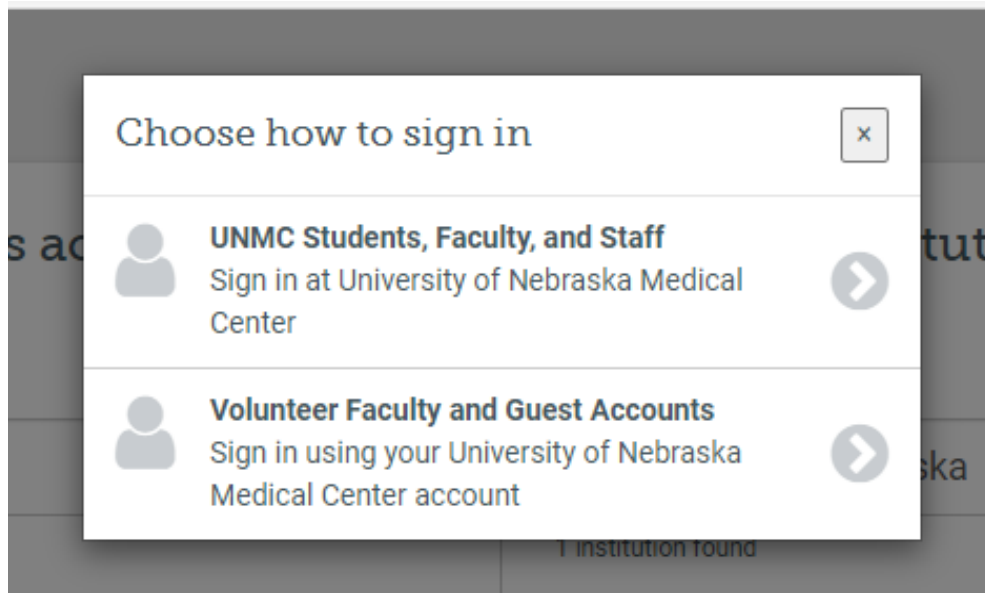 Choose how to sign in
×
UNMC Students, Faculty, and Staff
Sign in at University of Nebraska Medical
Center
Volunteer Faculty and Guest Accounts
Sign in using your University of Nebraska
Medical Center account
1 institution found